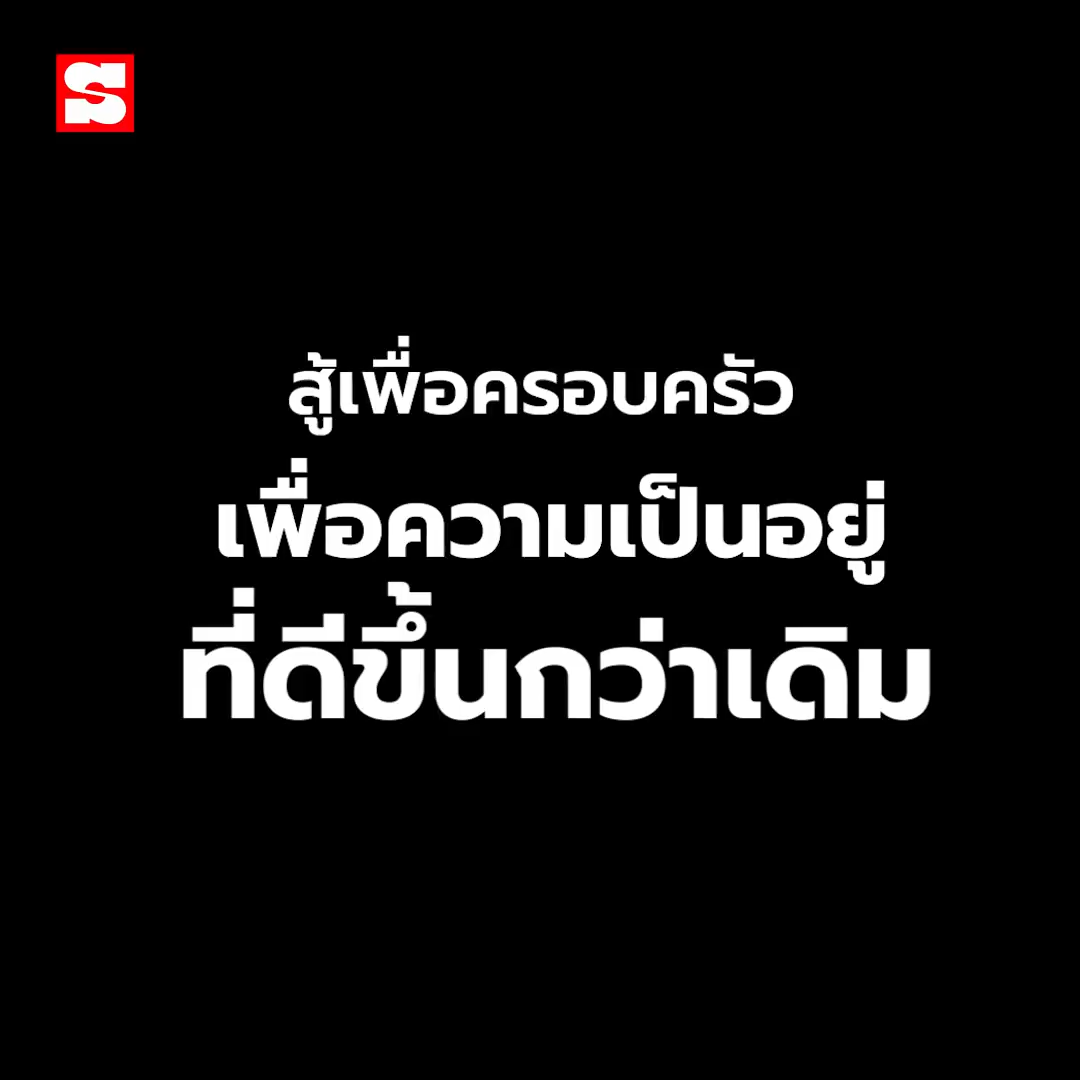 S
สู้เพื่อครอบครัว
เพื่อความเป็นอยู่
ที่ดีขึ้นกว่าเดิม